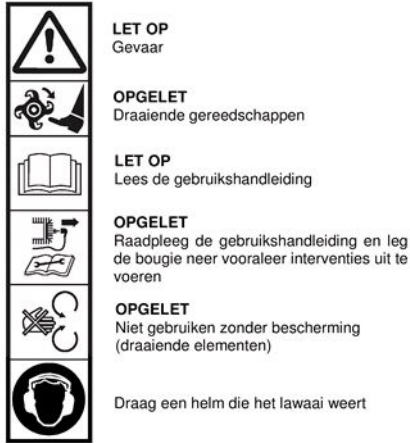 LET OP
Gevaar
OPGELET
Draaiende gereedschappen
LET OP
Lees de gebruikshandleiding
OPGELET
Raadpleeg de gebruikshandleiding en leg
de bougie neer vooraleer interventies uit te
voeren
OPGELET
Niet gebruiken zonder bescherming
(draaiende elementen)
Draag een helm die het lawaai weert